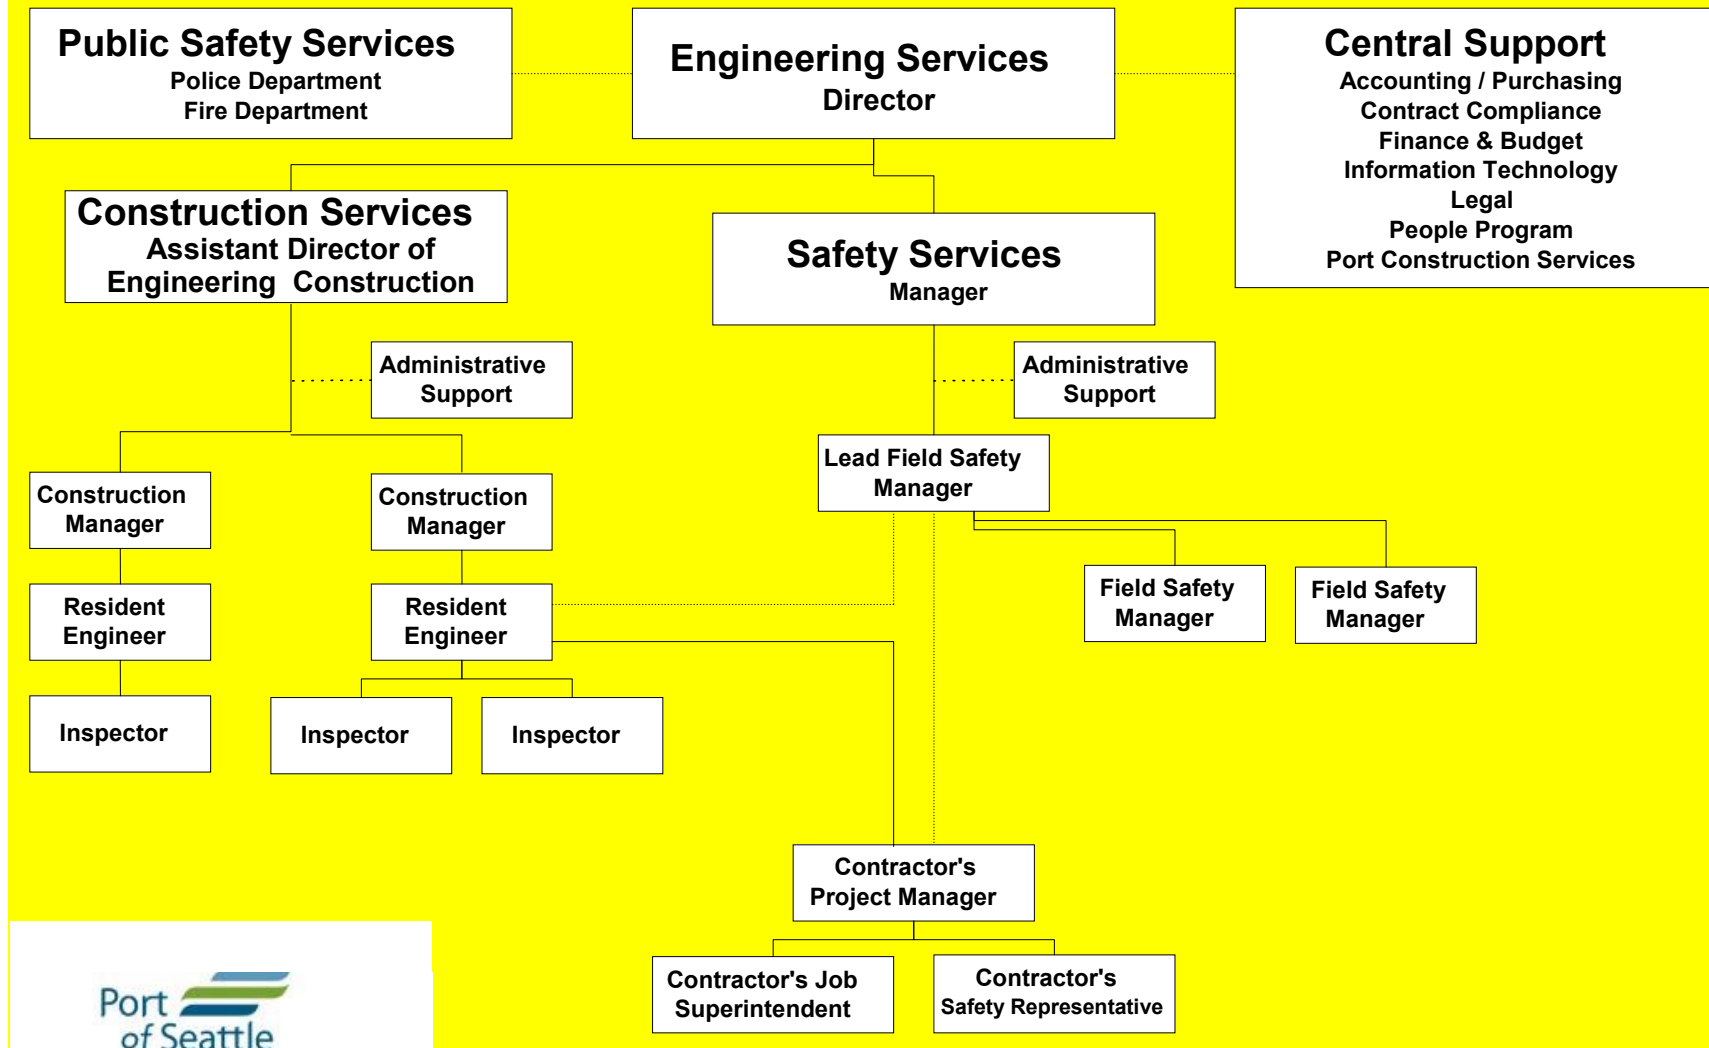 Public Safety Services
Police Department
Fire Department
Engineering Services
Director
Central Support
Accounting / Purchasing
Contract Compliance
Finance & Budget
Information Technology
Legal
People Program
Port Construction Services
Construction Services
Assistant Director of
Engineering Construction
Safety Services
Manager
Administrative
Support
Administrative
Support
Lead Field Safety
Manager
Construction
Manager
Construction
Manager
Field Safety
Manager
Field Safety
Manager
Resident
Engineer
Resident
Engineer
Inspector
Inspector
Inspector
Contractor's
Project Manager
Contractor's Job
Superintendent
Contractor's
Safety Representative
Port
of Seattle